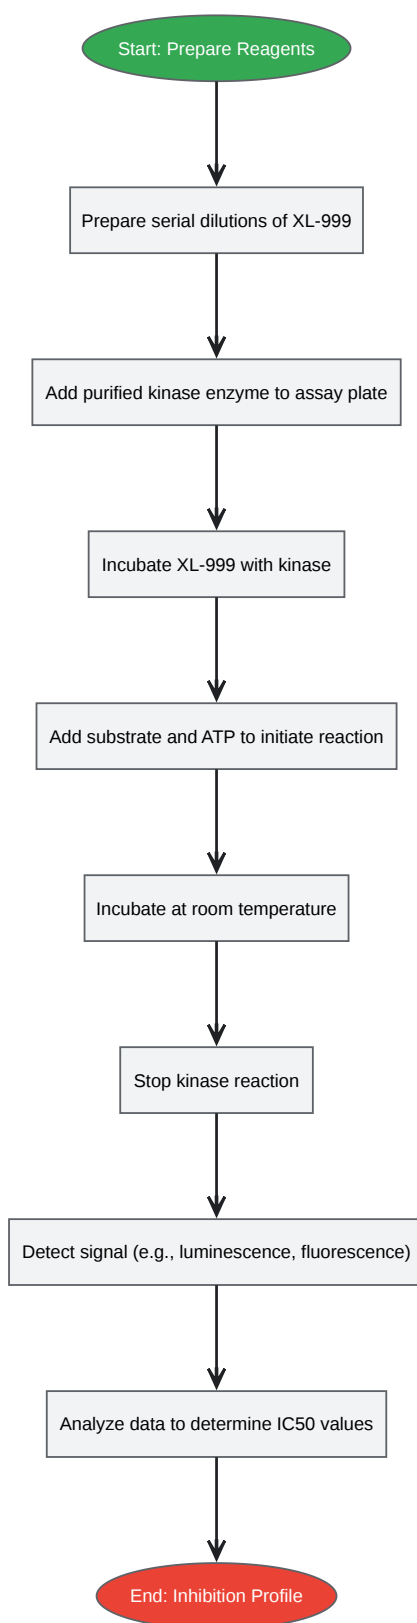 Start: Prepare Reagents
Prepare serial dilutions of XL-999
Add purified kinase enzyme to assay plate
Incubate XL-999 with kinase
Add substrate and ATP to initiate reaction
Incubate at room temperature
Stop kinase reaction
Detect signal (e.g., luminescence, fluorescence)
Analyze data to determine IC50 values
End: Inhibition Profile